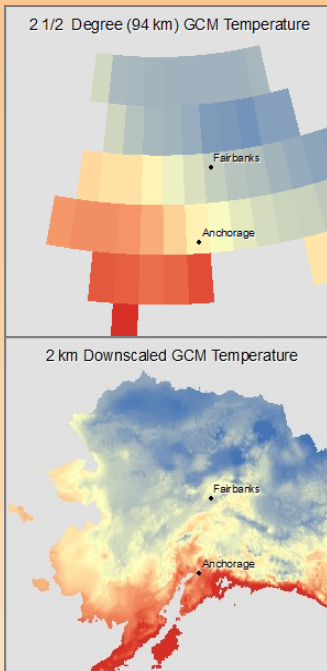 2 1/2 Degree (94 km) GCM Temperature
Fairbanks
Anchorage
2 km Downscaled GCM Temperature
Fairbanks
Anchorage